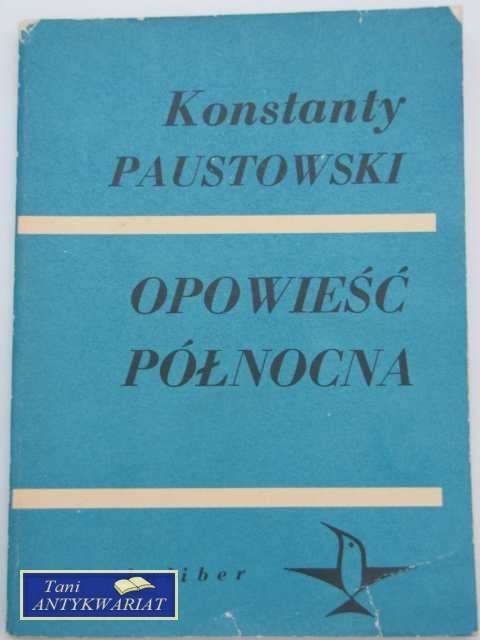 Konstanty
PAUSTOWSKI
OPOWIEŚĆ
PÓŁNOCNA
Tani
ANTYKWARIAT